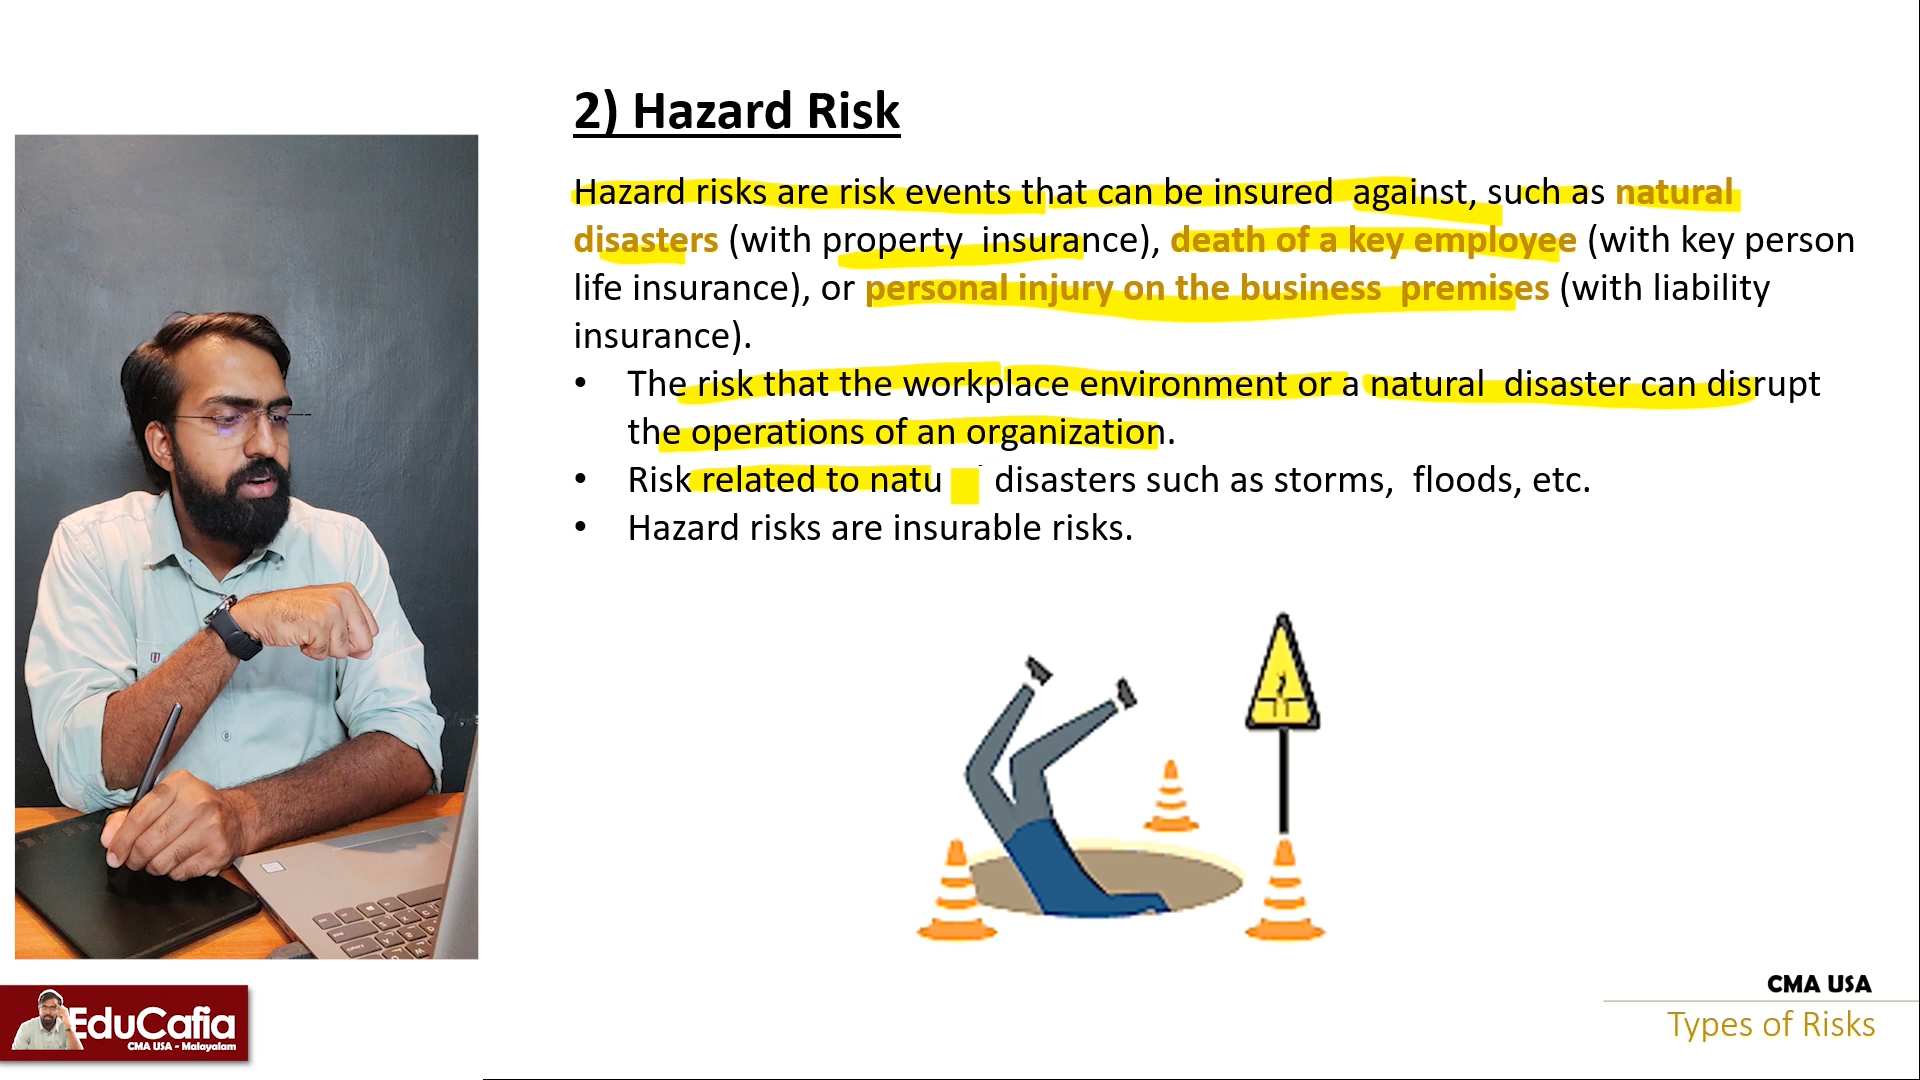 2) Hazard Risk
Hazard risks are risk events that can be insured against, such as natural
disasters (with property insurance), death of a key employee (with key person
life insurance), or personal injury on the business premises (with liability
insurance).
• The risk that the workplace environment or a natural disaster can disrupt
the operations of an organization.
• Risk related to natu disasters such as storms, floods, etc.
• Hazard risks are insurable risks.
EduCafia
CMA USA - Malayalam
CMA USA
Types of Risks